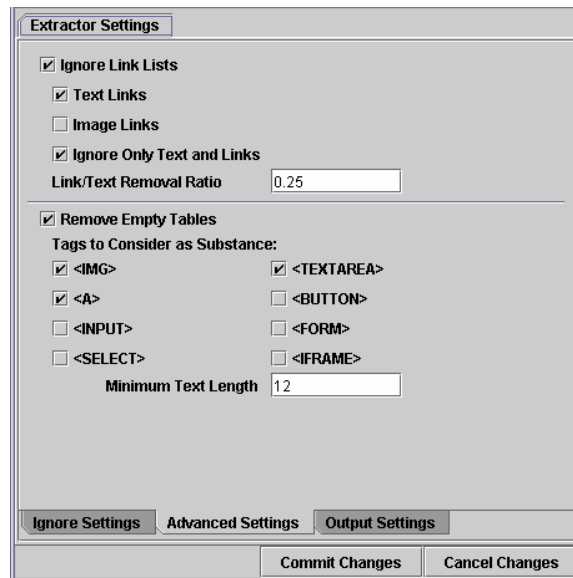 Extractor Settings
Ignore Link Lists
Text Links
Image Links
Ignore Only Text and Links
Link/Text Removal Ratio 0.25
Remove Empty Tables
Tags to Consider as Substance:
<IMG> <TEXTAREA>
<A> <BUTTON>
<INPUT> <FORM>
<SELECT> <IFRAME>
Minimum Text Length 12
Ignore Settings Advanced Settings Output Settings
Commit Changes Cancel Changes